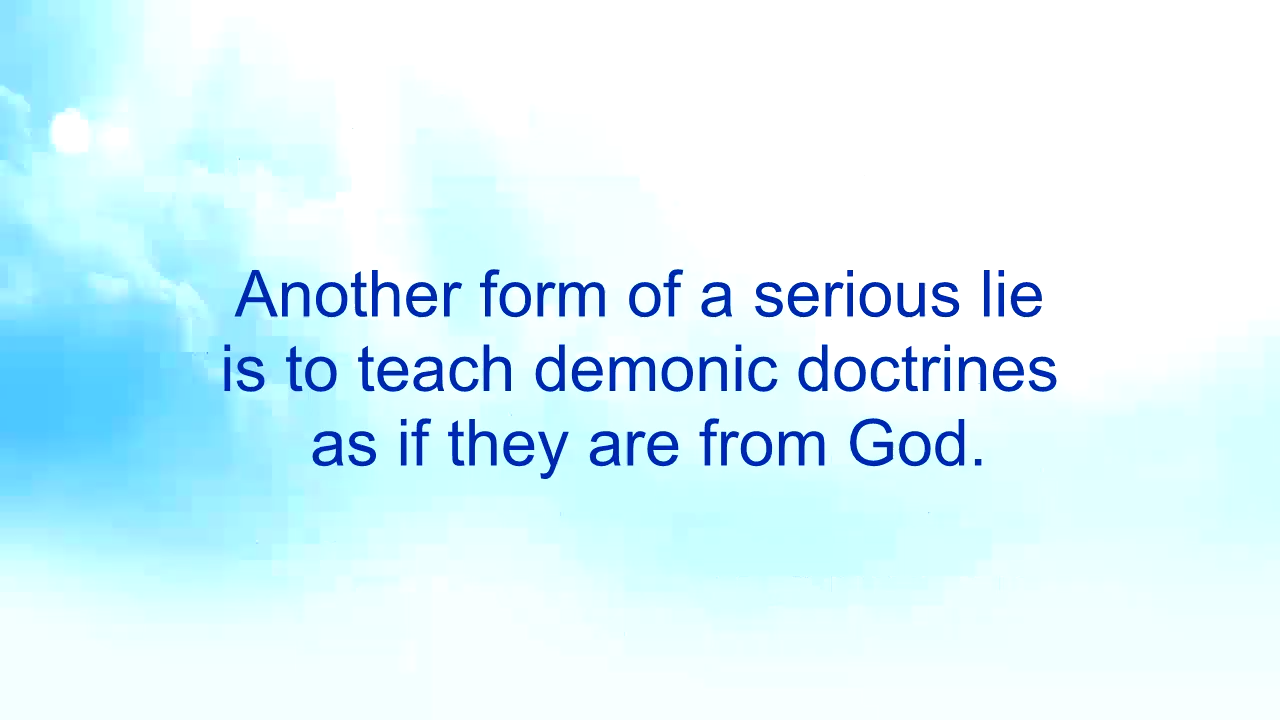 Another form of a serious lie
is to teach demonic doctrines
as if they are from God.